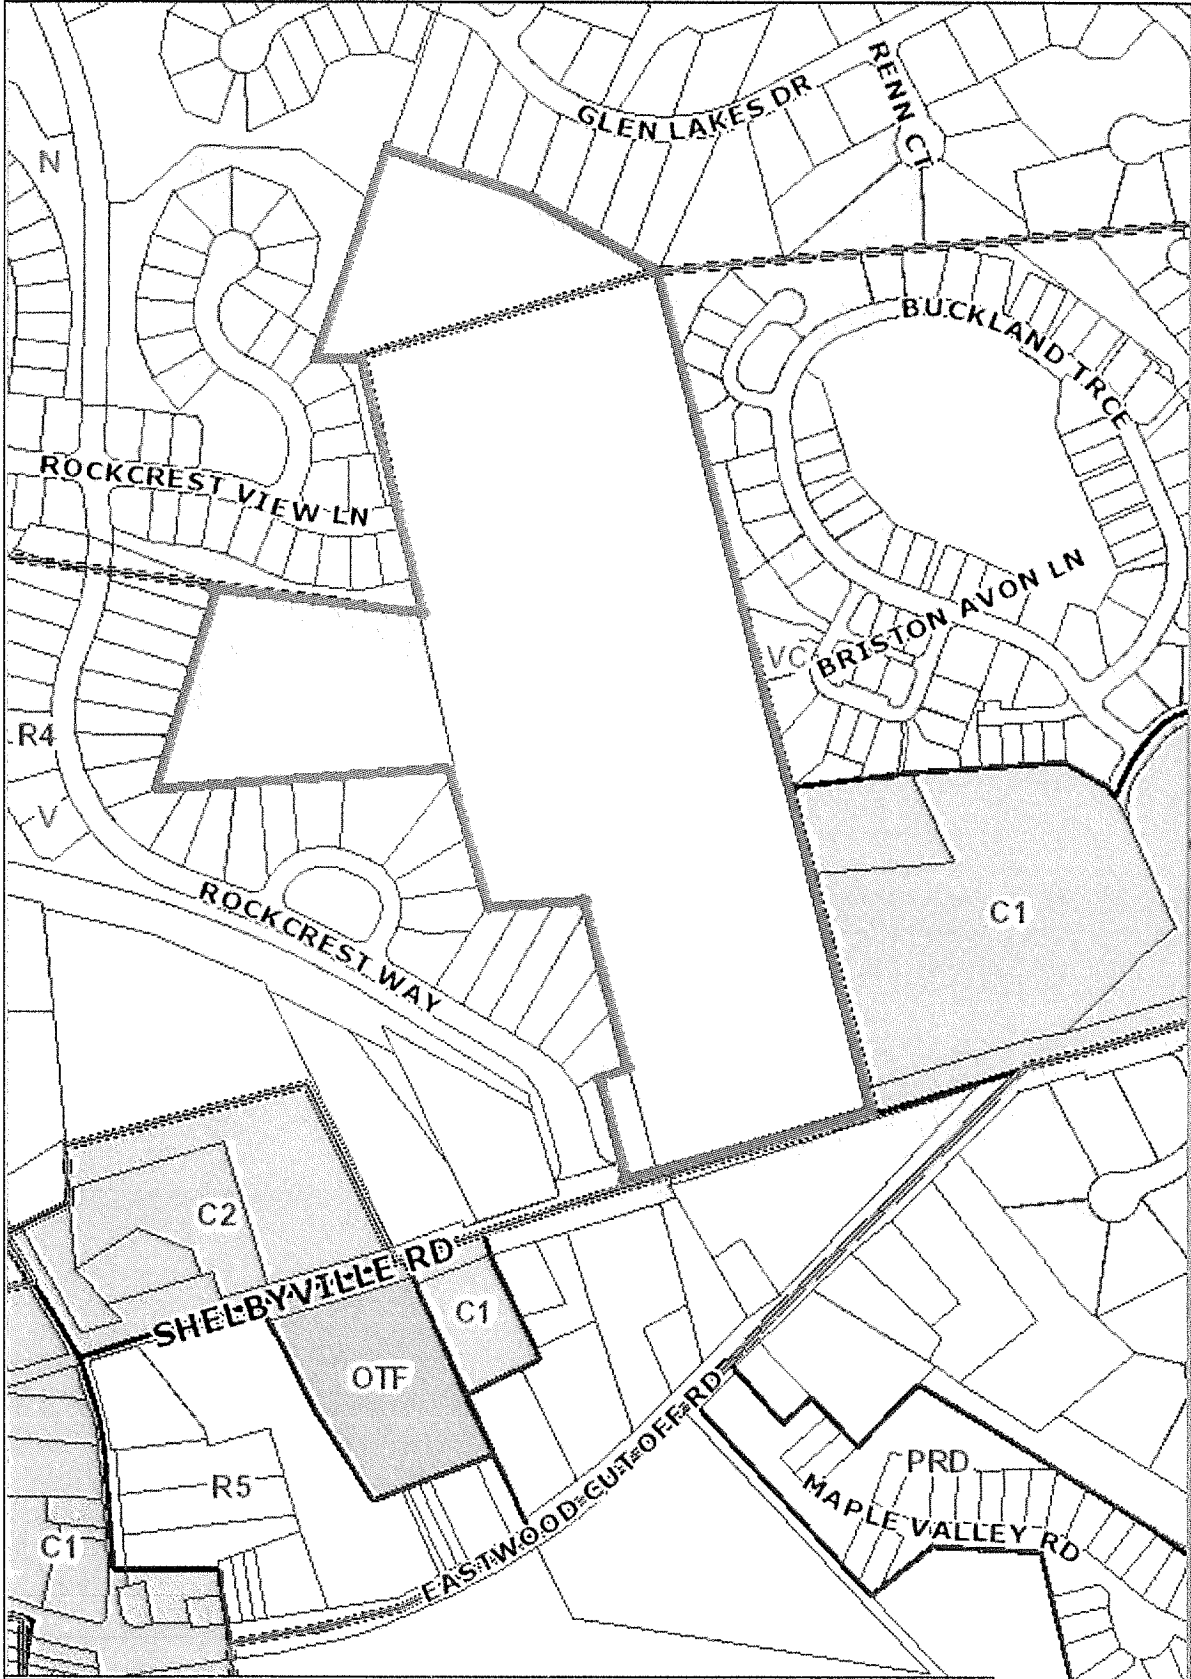 GLEN LAKES DR
RENN CT
N
BUCKLAND TRCE
ROCKCREST VIEW LN
BRISTON AVON LN
VC
R4
V
C1
ROCKCREST WAY
C2
SHELBYVILLE RD
C1
OTF
EASTWOOD CUT OFF RD
PRD
R5
MAPLE VALLEY RD
C1